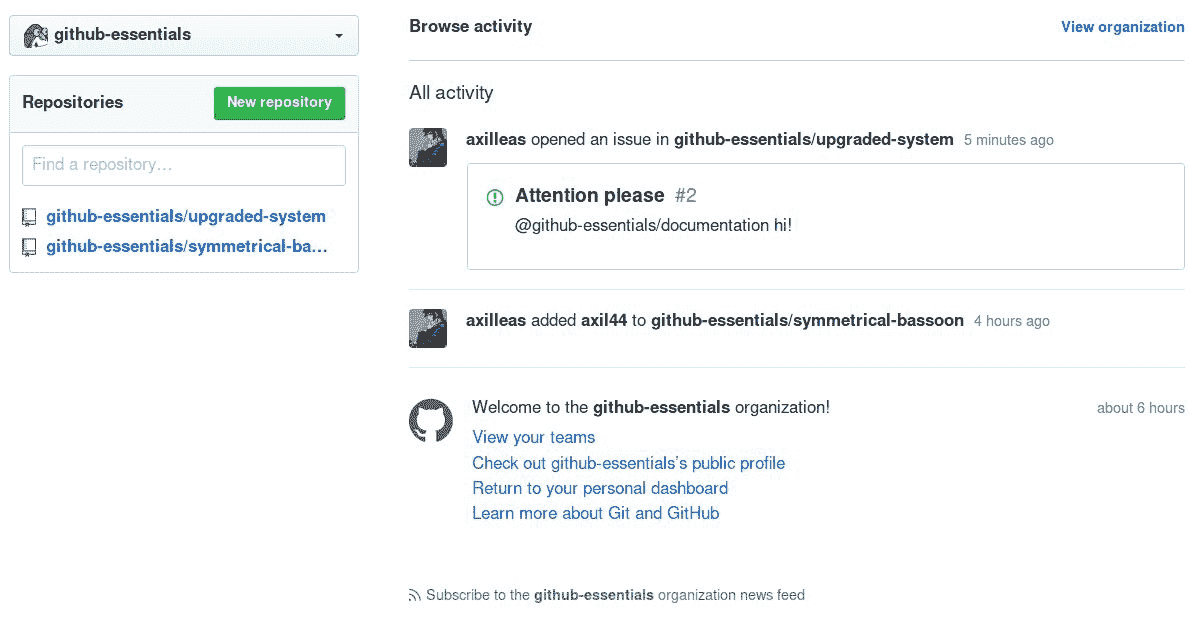 github-essentials
Repositories
New repository
Find a repository…
github-essentials/upgraded-system
github-essentials/symmetrical-ba…
Browse activity
View organization
All activity
axilleas opened an issue in github-essentials/upgraded-system 5 minutes ago
Attention please #2
@github-essentials/documentation hi!
axilleas added axil44 to github-essentials/symmetrical-bassoon 4 hours ago
Welcome to the github-essentials organization!
about 6 hours
View your teams
Check out github-essentials's public profile
Return to your personal dashboard
Learn more about Git and GitHub
Subscribe to the github-essentials organization news feed